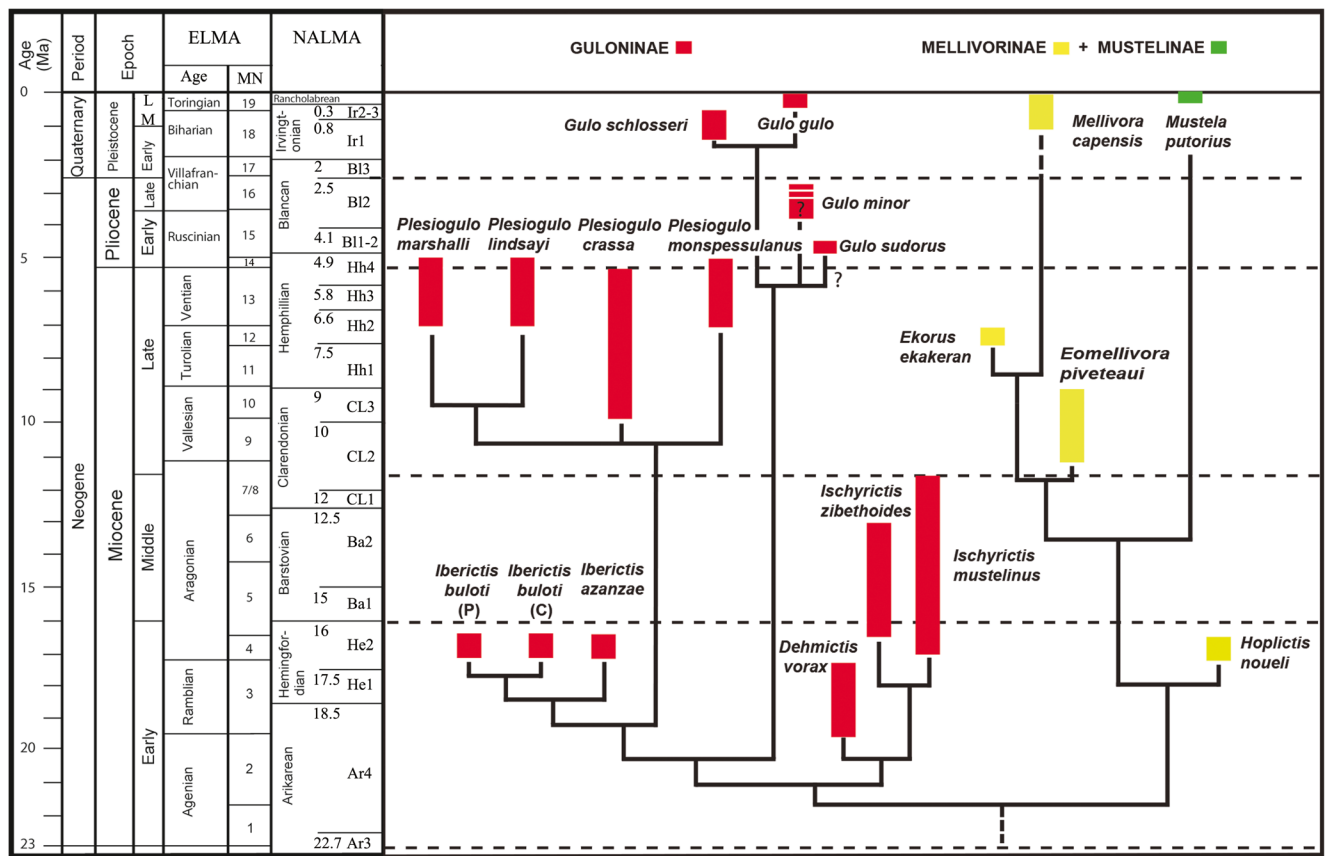 Age (Ma)
Period
Epoch
ELMA
Age
MN
NALMA
GULONINAE
MELLIVORINAE + MUSTELINAE
0
5
10
15
20
23
Quaternary
Neogene
Pleistocene
Pliocene
Miocene
L
M
Early
Late
Early
Late
Middle
Early
Toringian
Biharian
Villafran-
chian
Ruscinian
Ventian
Turolian
Vallesian
Aragonian
Ramblian
Agenian
19
18
17
16
15
14
13
12
11
10
9
7/8
6
5
4
3
2
1
Rancholabrean
Irvingt-
onian
Blancan
Hemphillian
Clarendonian
Barstovian
Hemingfor-
dian
Arikarean
0.3 Ir2-3
0.8
Ir1
2 Bl3
2.5
Bl2
4.1 Bl1-2
4.9 Hh4
5.8 Hh3
6.6 Hh2
7.5
Hh1
9
CL3
10
CL2
12 CL1
12.5
Ba2
15 Ba1
16
He2
17.5 He1
18.5
Ar4
22.7 Ar3
Gulo schlosseri
Gulo gulo
Mellivora
capensis
Mustela
putorius
?
Gulo minor
Plesiogulo
marshalli
Plesiogulo
lindsayi
Plesiogulo
crassa
Plesiogulo
monspessulanus
Gulo sudorus
?
Ekorus
ekakeran
Eomellivora
piveteaui
Ischyrictis
zibethoides
Ischyrictis
mustelinus
Iberictis
buloti
(P)
Iberictis
buloti
(C)
Iberictis
azanzae
Dehmictis
vorax
Hoplictis
noueli